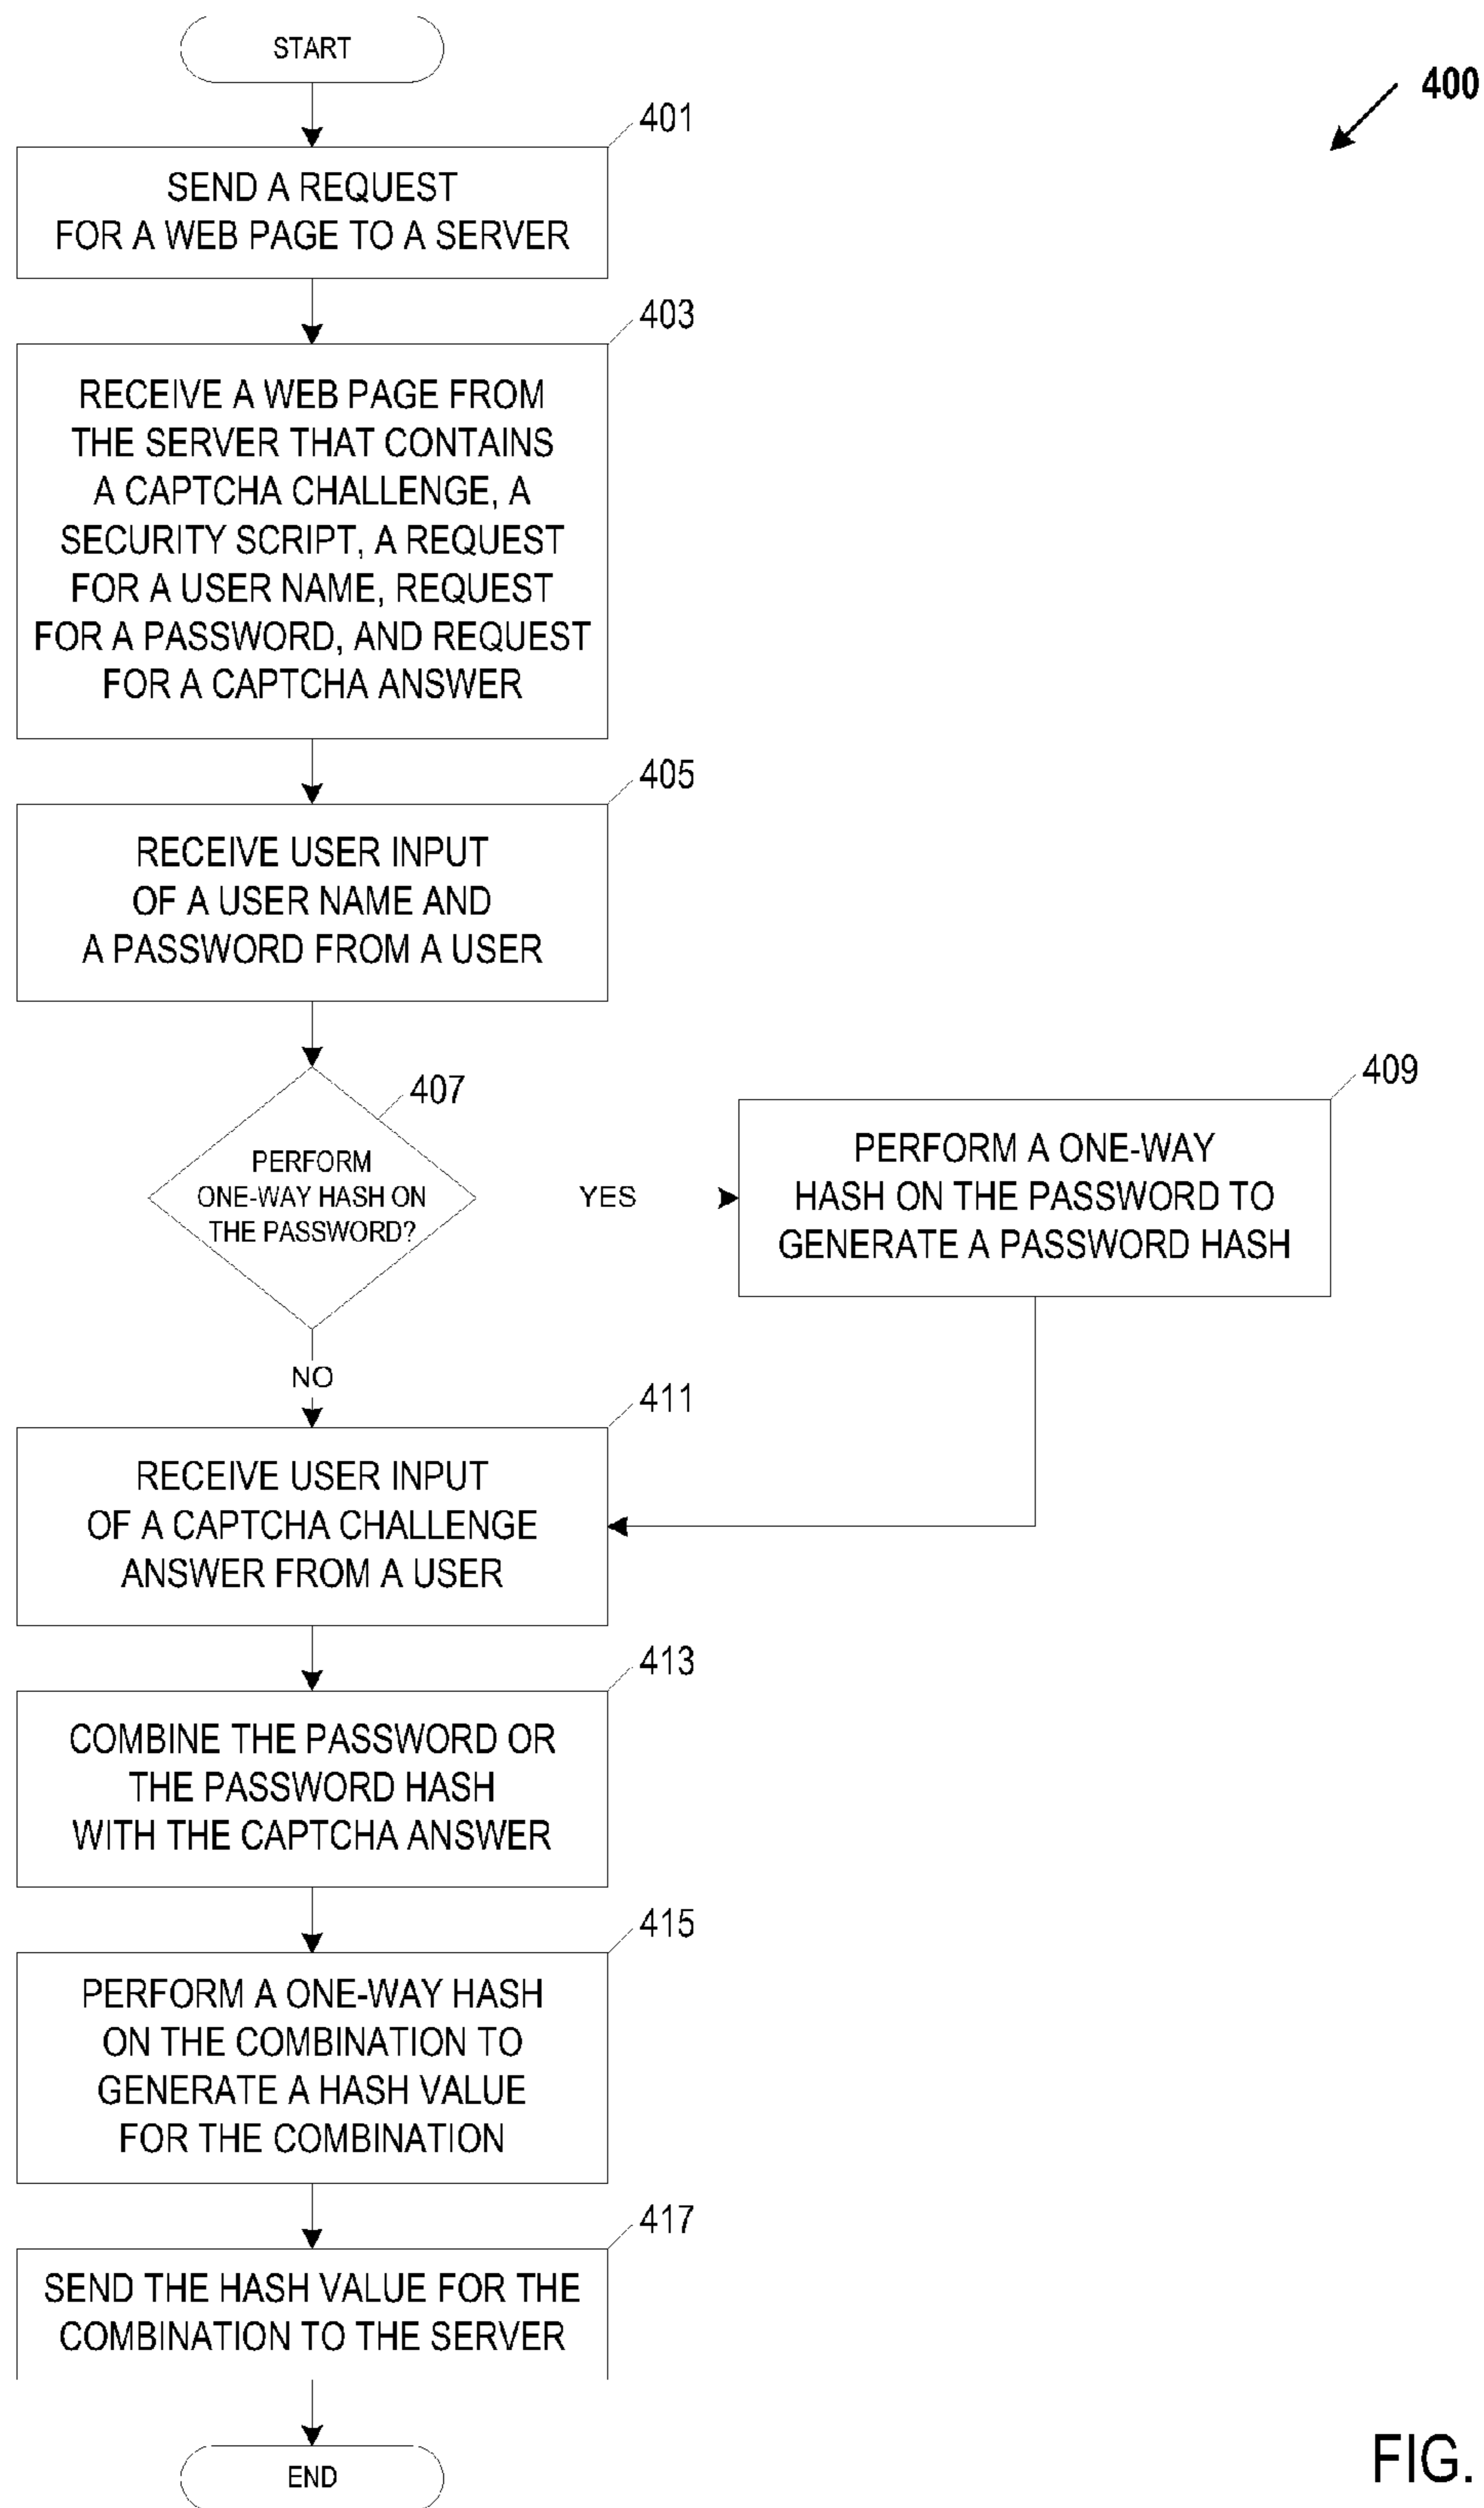 START
400
401
SEND A REQUEST
FOR A WEB PAGE TO A SERVER
403
RECEIVE A WEB PAGE FROM
THE SERVER THAT CONTAINS
A CAPTCHA CHALLENGE, A
SECURITY SCRIPT, A REQUEST
FOR A USER NAME, REQUEST
FOR A PASSWORD, AND REQUEST
FOR A CAPTCHA ANSWER
405
RECEIVE USER INPUT
OF A USER NAME AND
A PASSWORD FROM A USER
407
PERFORM
ONE-WAY HASH ON
THE PASSWORD?
YES
409
PERFORM A ONE-WAY
HASH ON THE PASSWORD TO
GENERATE A PASSWORD HASH
NO
411
RECEIVE USER INPUT
OF A CAPTCHA CHALLENGE
ANSWER FROM A USER
413
COMBINE THE PASSWORD OR
THE PASSWORD HASH
WITH THE CAPTCHA ANSWER
415
PERFORM A ONE-WAY HASH
ON THE COMBINATION TO
GENERATE A HASH VALUE
FOR THE COMBINATION
417
SEND THE HASH VALUE FOR THE
COMBINATION TO THE SERVER
END
FIG.